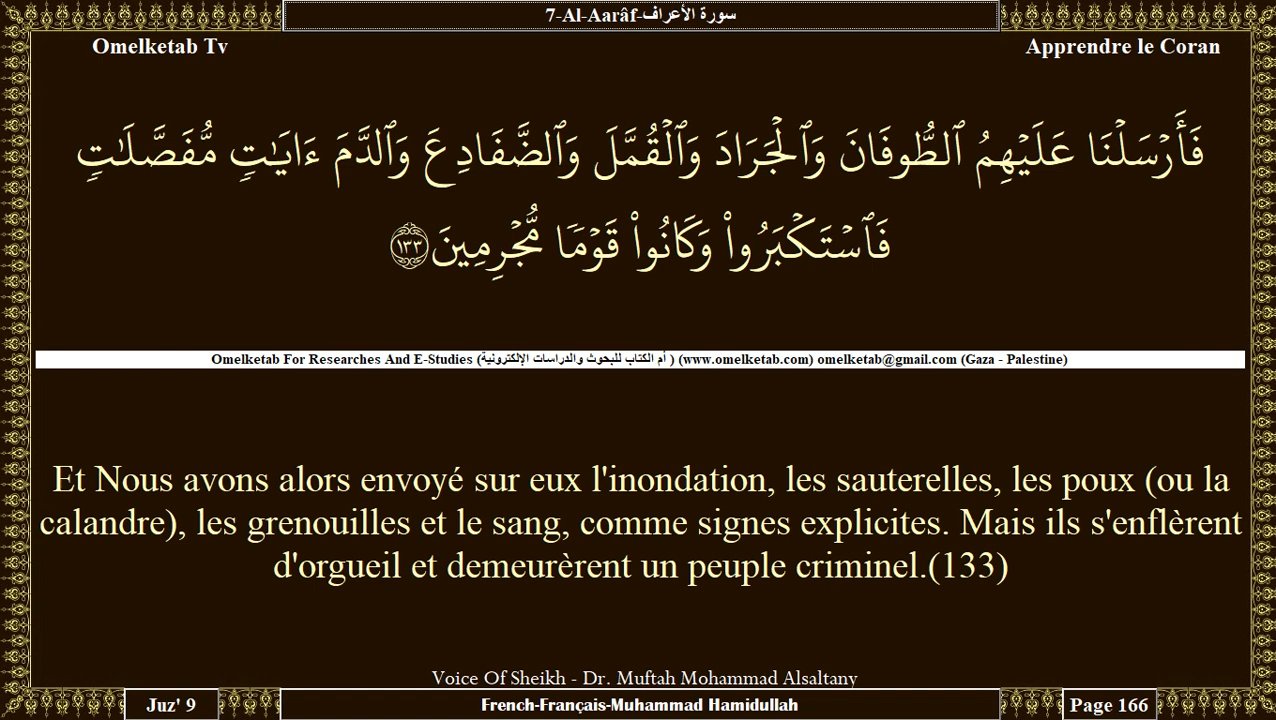 7-Al-Aarâf-سورة الأعراف
Omelketab Tv
Apprendre le Coran
فَأَرۡسَلۡنَا عَلَيۡهِمُ ٱلطُّوفَانَ وَٱلۡجَرَادَ وَٱلۡقُمَّلَ وَٱلضَّفَادِعَ وَٱلدَّمَ ءَايَٰتٖ مُّفَصَّلَٰتٖ
فَٱسۡتَكۡبَرُواْ وَكَانُواْ قَوۡمٗا مُّجۡرِمِينَ ١٣٣
Omelketab For Researches And E-Studies (أم الكتاب للبحوث والدراسات الإلكترونية ) (www.omelketab.com) omelketab@gmail.com (Gaza - Palestine)
Et Nous avons alors envoyé sur eux l'inondation, les sauterelles, les poux (ou la
calandre), les grenouilles et le sang, comme signes explicites. Mais ils s'enflèrent
d'orgueil et demeurèrent un peuple criminel.(133)
Voice Of Sheikh - Dr. Muftah Mohammad Alsaltany
Juz' 9
French-Français-Muhammad Hamidullah
Page 166